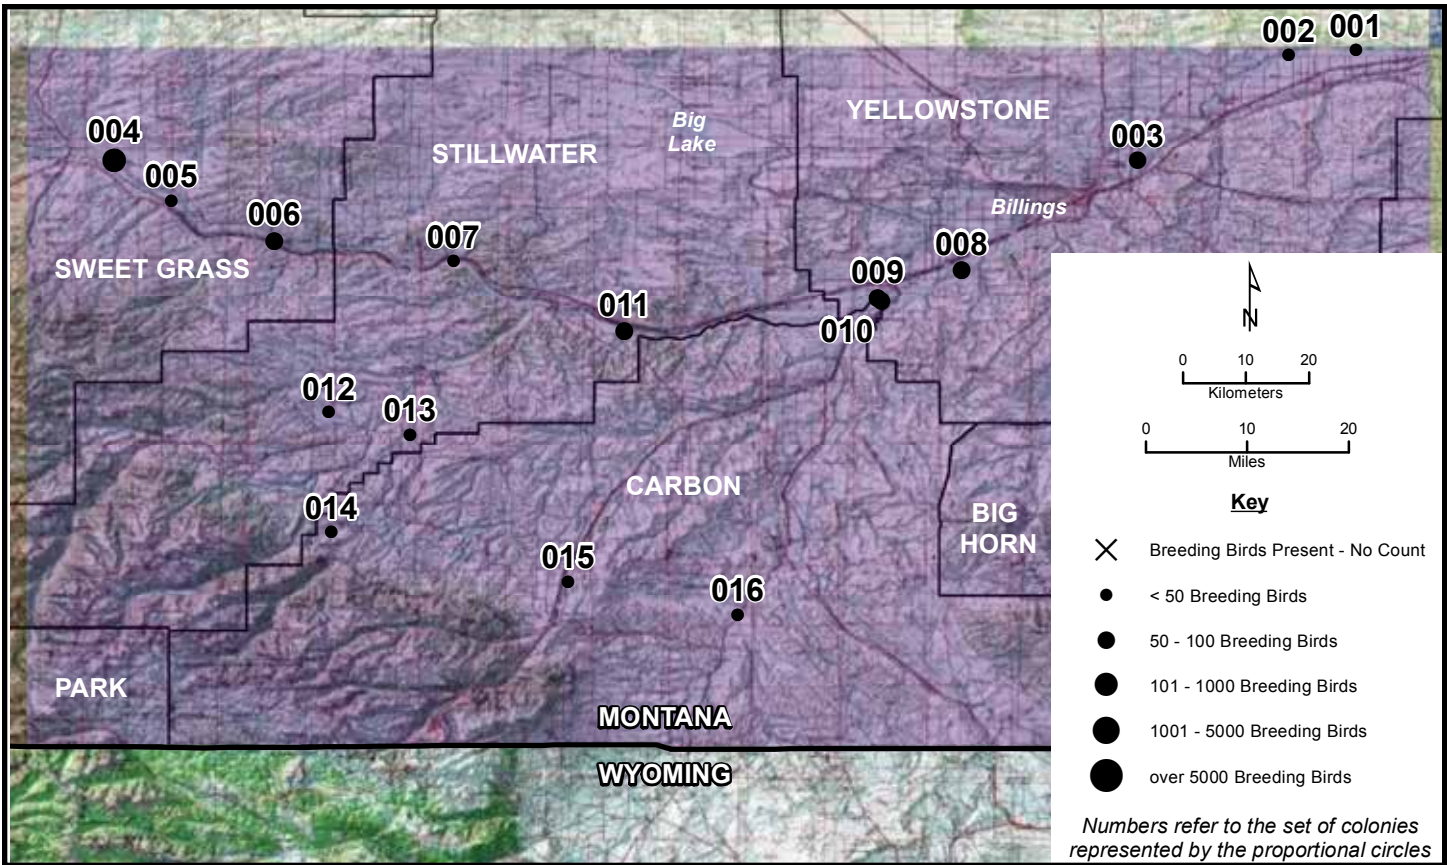 002 001
YELLOWSTONE
004
Big
Lake
003
STILLWATER
005
Billings
006
007
008
SWEET GRASS
009
011
010
012
013
CARBON
014
BIG
HORN
015
016
PARK
MONTANA
WYOMING
N
0 10 20
Kilometers
0 10 20
Miles
Key
Breeding Birds Present - No Count
< 50 Breeding Birds
50 - 100 Breeding Birds
101 - 1000 Breeding Birds
1001 - 5000 Breeding Birds
over 5000 Breeding Birds
Numbers refer to the set of colonies
represented by the proportional circles